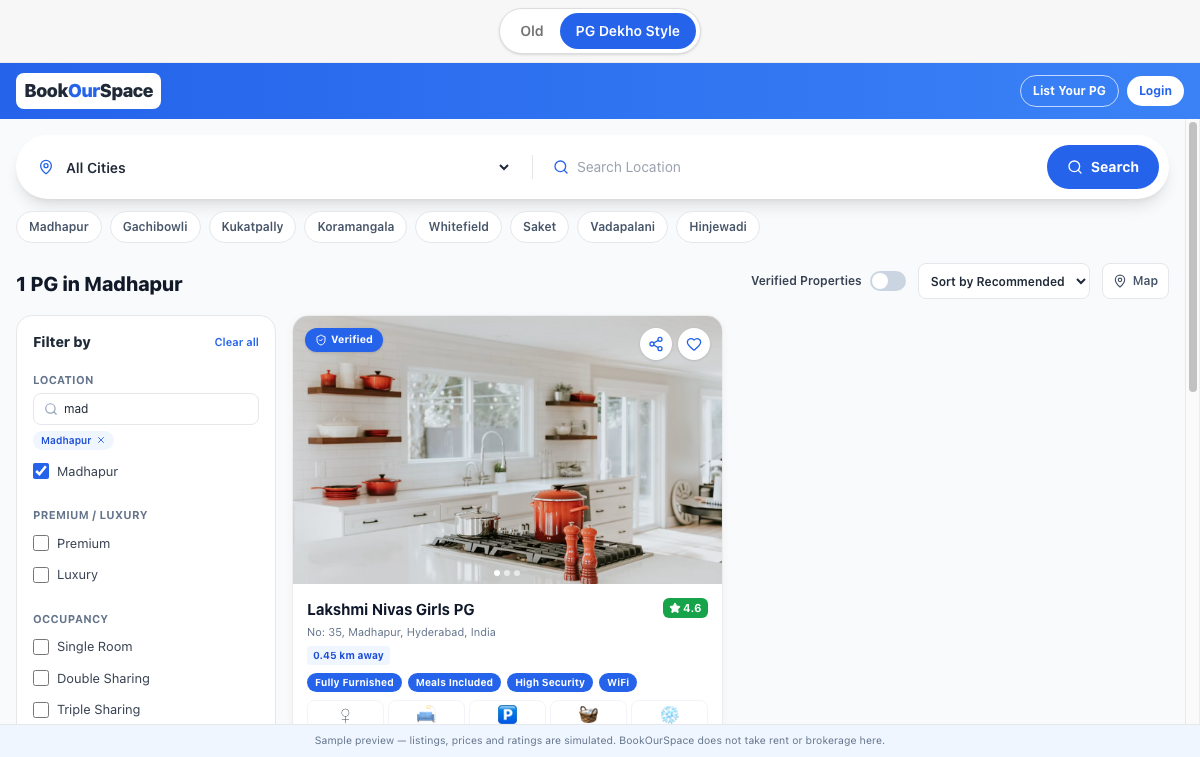 Old
PG Dekho Style
BookOurSpace
List Your PG
Login
All Cities
Search Location
Search
Madhapur
Gachibowli
Kukatpally
Koramangala
Whitefield
Saket
Vadapalani
Hinjewadi
1 PG in Madhapur
Verified Properties
Sort by Recommended
Map
Filter by
Clear all
LOCATION
mad
Madhapur ×
Madhapur
PREMIUM / LUXURY
Premium
Luxury
OCCUPANCY
Single Room
Double Sharing
Triple Sharing
Verified
Lakshmi Nivas Girls PG
4.6
No: 35, Madhapur, Hyderabad, India
0.45 km away
Fully Furnished
Meals Included
High Security
WiFi
P
Sample preview — listings, prices and ratings are simulated. BookOurSpace does not take rent or brokerage here.